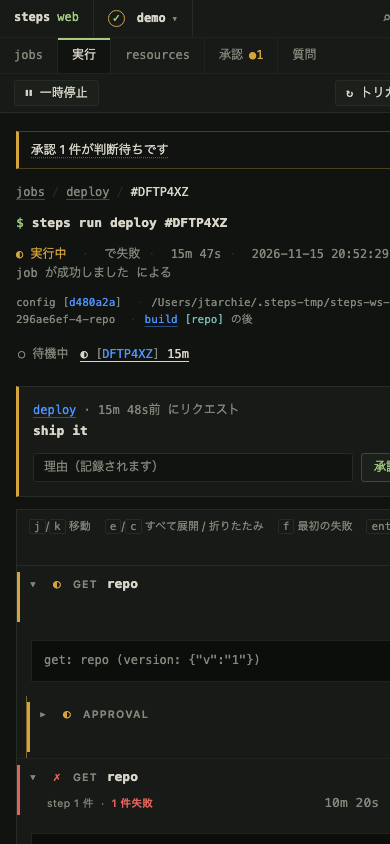 steps web ✓ demo ▾
jobs 実行 resources 承認 ●1 質問
一時停止 ↻ トリガ
承認 1 件が判断待ちです
jobs / deploy / #DFTP4XZ
$ steps run deploy #DFTP4XZ
◐ 実行中 · で失敗 · 15m 47s · 2026-11-15 20:52:29
job が成功しました による
config [d480a2a] · /Users/jtarchie/.steps-tmp/steps-ws-
296ae6ef-4-repo · build [repo] の後
○ 待機中 ◐ [DFTP4XZ] 15m
deploy · 15m 48s前 にリクエスト
ship it
理由（記録されます） 承認
j/k 移動 e/c すべて展開 / 折りたたみ f 最初の失敗 ent
▾ ◐ GET repo
get: repo (version: {"v":"1"})
▸ ◐ APPROVAL
▾ ✗ GET repo
step 1 件 · 1 件失敗 10m 20s